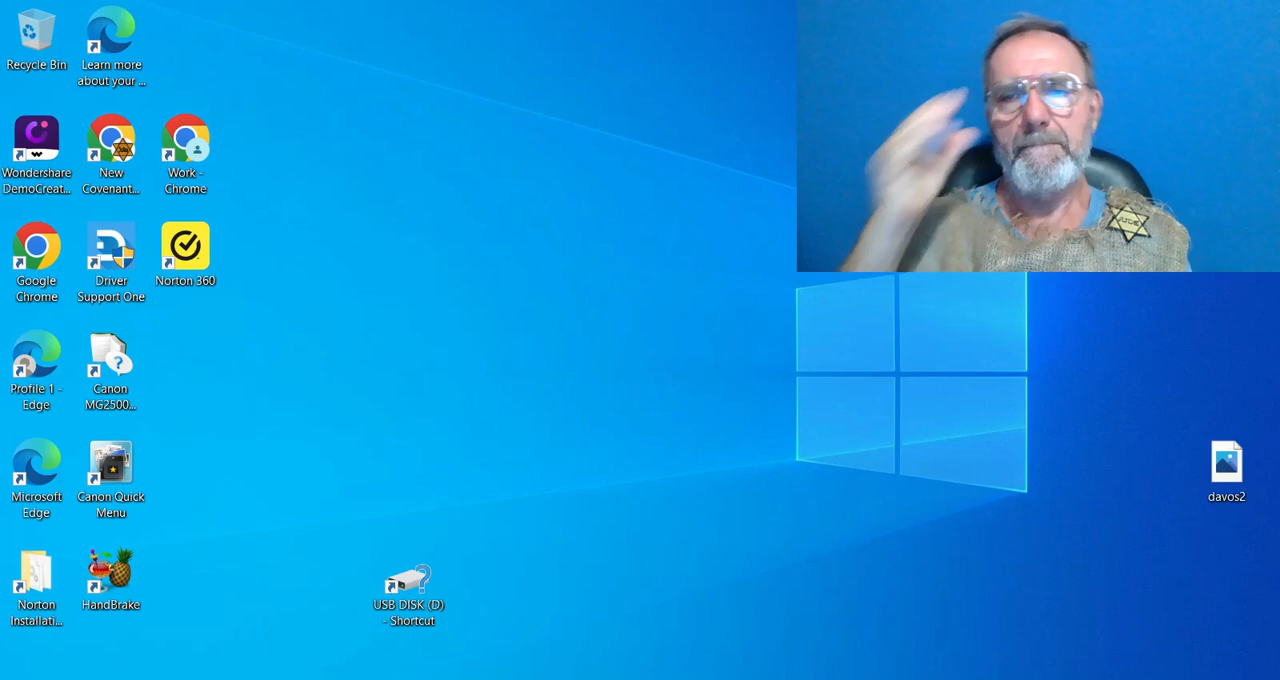 Recycle Bin
Learn more
about your ...
Wondershare
DemoCreat...
New
Covenant...
Work -
Chrome
Google
Chrome
Driver
Support One
Norton 360
Profile 1 -
Edge
Canon
MG2500...
Microsoft
Edge
Canon Quick
Menu
Norton
Installati...
HandBrake
USB DISK (D)
- Shortcut
davos2
JUDE